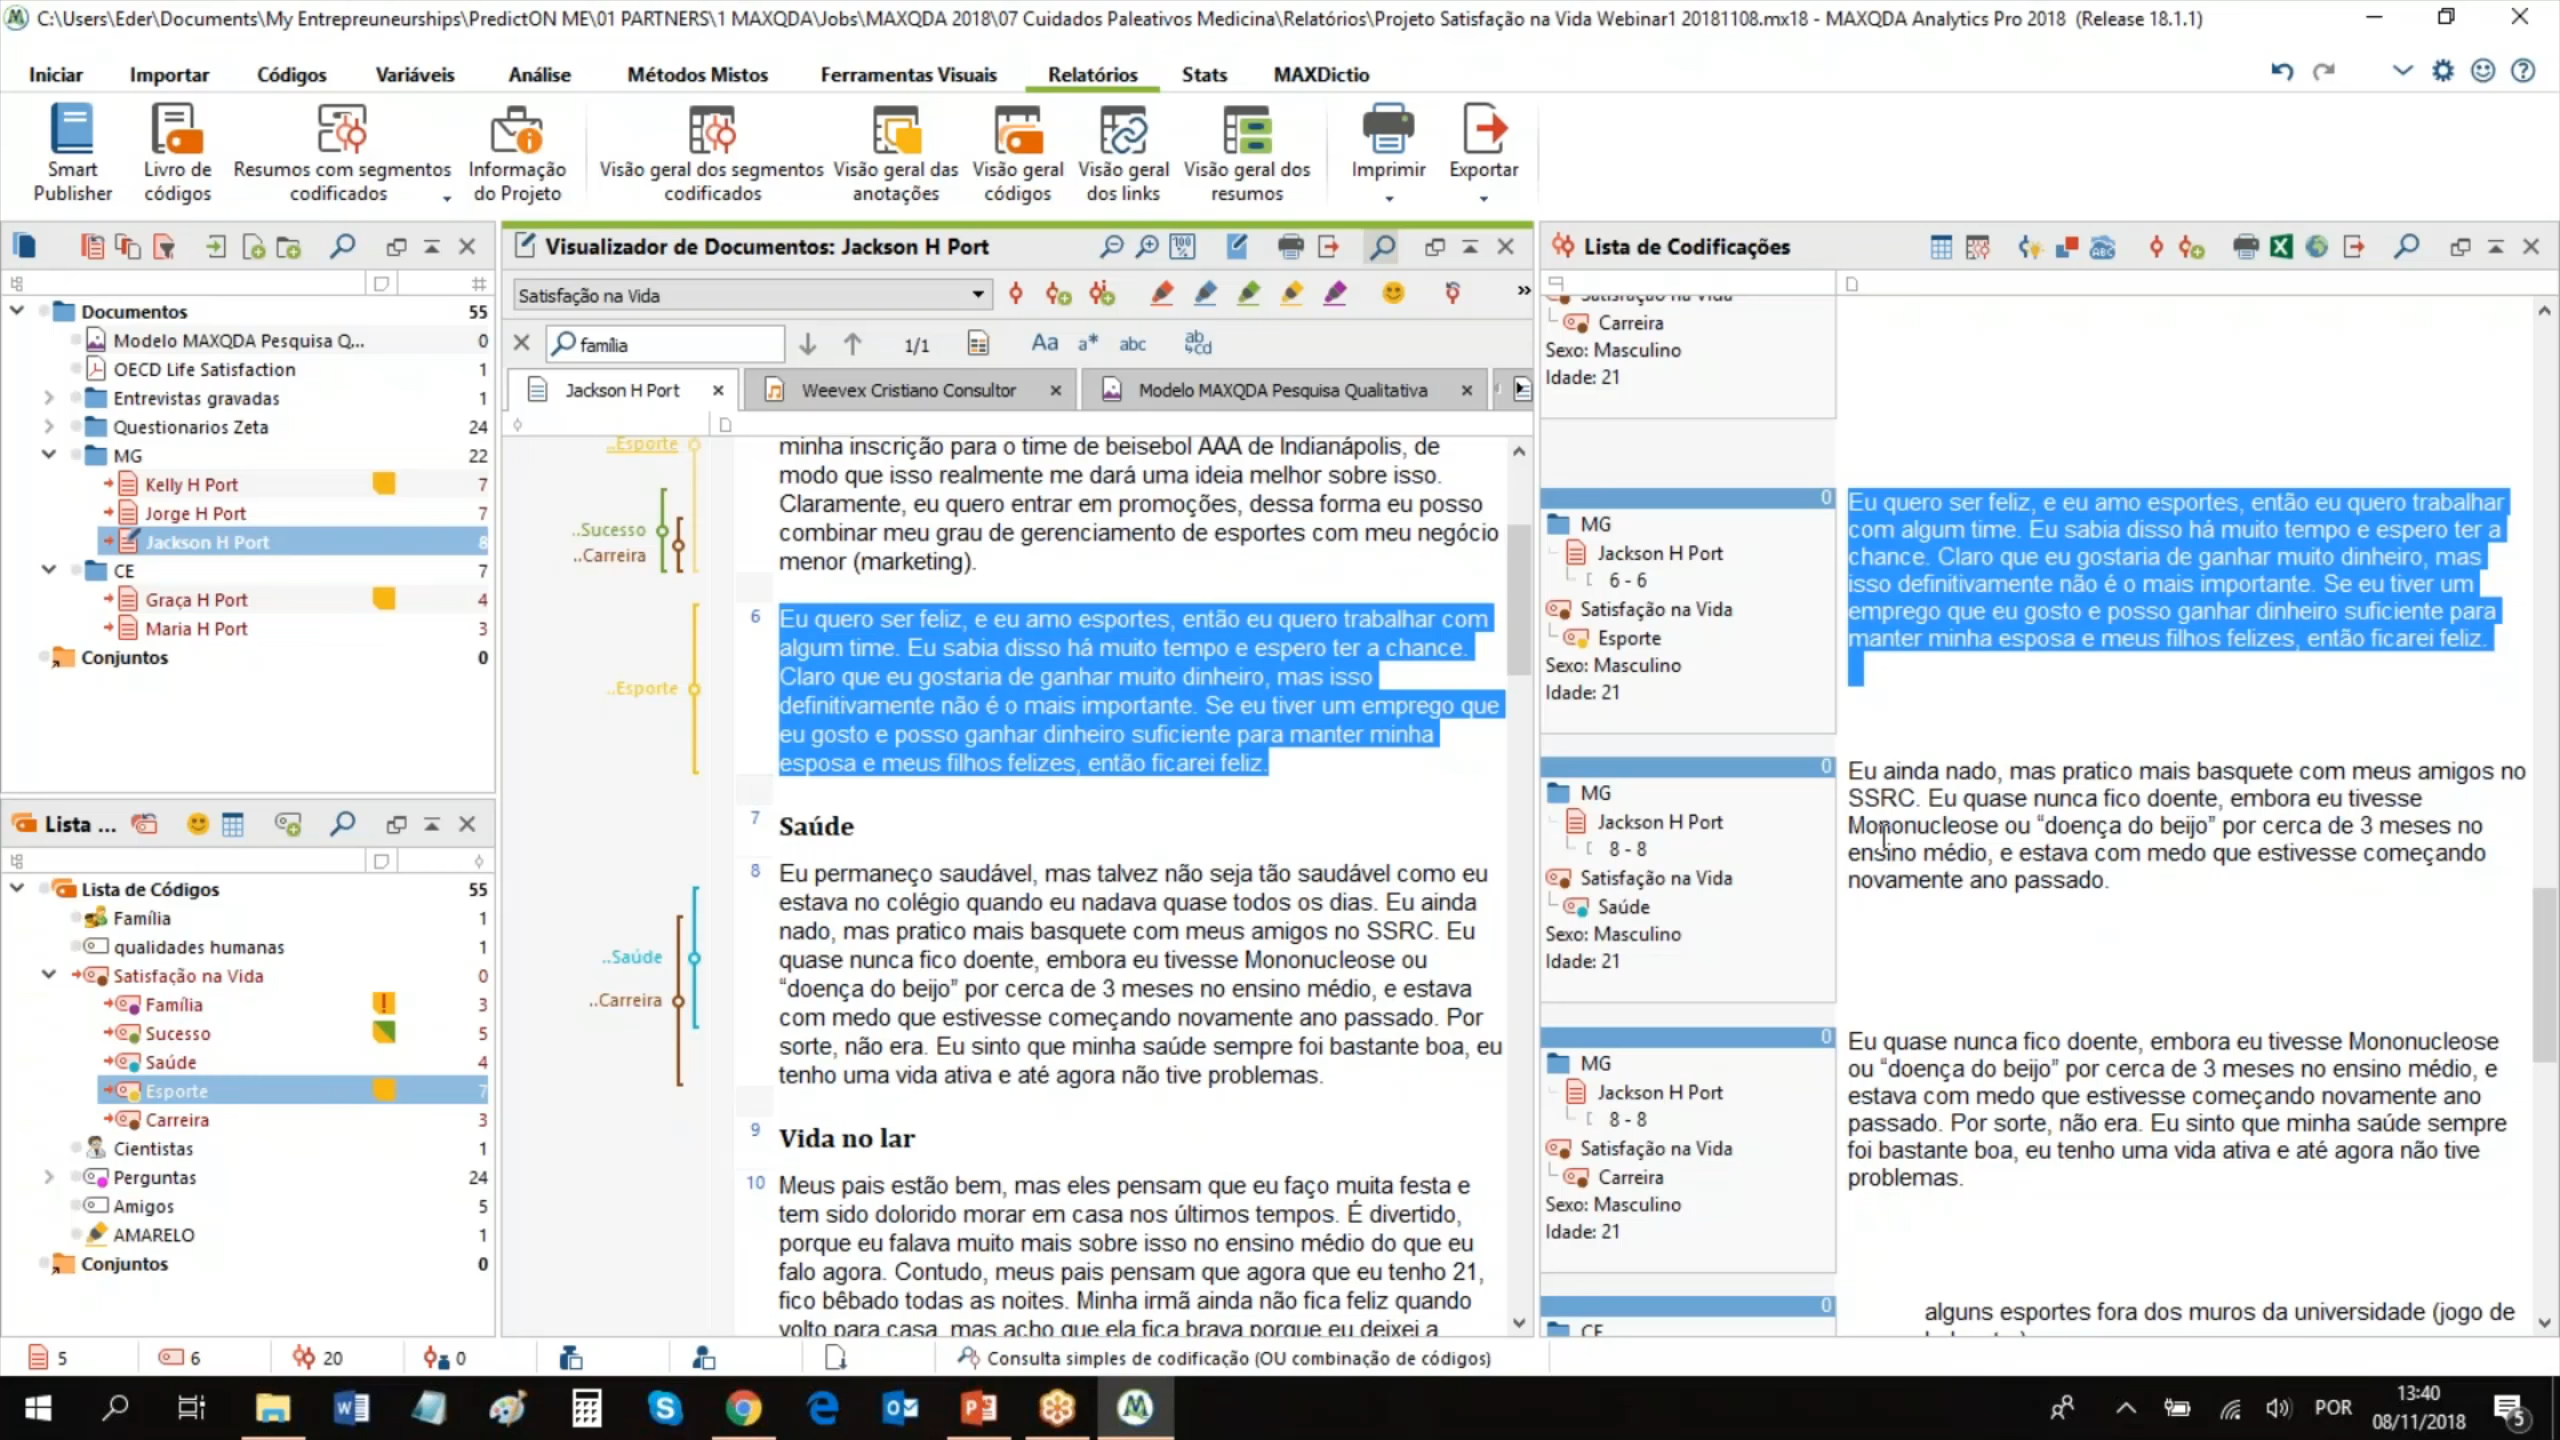 C:\Users\Eder\Documents\My Entrepreuneurships\PredictON ME\01 PARTNERS\1 MAXQDA\Jobs\MAXQDA 2018\07 Cuidados Paleativos Medicina\Relatórios\Projeto Satisfação na Vida Webinar1 20181108.mx18 - MAXQDA Analytics Pro 2018 (Release 18.1.1)
Iniciar Importar Códigos Variáveis Análise Métodos Mistos Ferramentas Visuais Relatórios Stats MAXDictio
Smart Publisher
Livro de códigos
Resumos com segmentos codificados
Informação do Projeto
Visão geral dos segmentos codificados
Visão geral das anotações
Visão geral códigos
Visão geral dos links
Visão geral dos resumos
Imprimir
Exportar
Documentos 55
Modelo MAXQDA Pesquisa Q... 0
OECD Life Satisfaction 1
Entrevistas gravadas 1
Questionarios Zeta 24
MG 22
Kelly H Port 7
Jorge H Port 7
Jackson H Port 8
CE 7
Graça H Port 4
Maria H Port 3
Conjuntos 0
Lista ...
Lista de Códigos 55
Família 1
qualidades humanas 1
Satisfação na Vida 0
Família 3
Sucesso 5
Saúde 4
Esporte 7
Carreira 3
Cientistas 1
Perguntas 24
Amigos 5
AMARELO 1
Conjuntos 0
Visualizador de Documentos: Jackson H Port
100 %
Satisfação na Vida
família 1/1 Aa a* abc ab cd
Jackson H Port Weevex Cristiano Consultor Modelo MAXQDA Pesquisa Qualitativa
..Esporte
..Sucesso
..Carreira
..Esporte
..Saúde
..Carreira
minha inscrição para o time de beisebol AAA de Indianápolis, de
modo que isso realmente me dará uma ideia melhor sobre isso.
Claramente, eu quero entrar em promoções, dessa forma eu posso
combinar meu grau de gerenciamento de esportes com meu negócio
menor (marketing).
6 Eu quero ser feliz, e eu amo esportes, então eu quero trabalhar com
algum time. Eu sabia disso há muito tempo e espero ter a chance.
Claro que eu gostaria de ganhar muito dinheiro, mas isso
definitivamente não é o mais importante. Se eu tiver um emprego que
eu gosto e posso ganhar dinheiro suficiente para manter minha
esposa e meus filhos felizes, então ficarei feliz.
7 Saúde
8 Eu permaneço saudável, mas talvez não seja tão saudável como eu
estava no colégio quando eu nadava quase todos os dias. Eu ainda
nado, mas pratico mais basquete com meus amigos no SSRC. Eu
quase nunca fico doente, embora eu tivesse Mononucleose ou
“doença do beijo” por cerca de 3 meses no ensino médio, e estava
com medo que estivesse começando novamente ano passado. Por
sorte, não era. Eu sinto que minha saúde sempre foi bastante boa, eu
tenho uma vida ativa e até agora não tive problemas.
9 Vida no lar
10 Meus pais estão bem, mas eles pensam que eu faço muita festa e
tem sido dolorido morar em casa nos últimos tempos. É divertido,
porque eu falava muito mais sobre isso no ensino médio do que eu
falo agora. Contudo, meus pais pensam que agora que eu tenho 21,
fico bêbado todas as noites. Minha irmã ainda não fica feliz quando
volto para casa, mas acho que ela fica brava porque eu deixei a
Lista de Codificações
Satisfação na Vida
Carreira
Sexo: Masculino
Idade: 21
0
MG
Jackson H Port
6 - 6
Satisfação na Vida
Esporte
Sexo: Masculino
Idade: 21
Eu quero ser feliz, e eu amo esportes, então eu quero trabalhar
com algum time. Eu sabia disso há muito tempo e espero ter a
chance. Claro que eu gostaria de ganhar muito dinheiro, mas
isso definitivamente não é o mais importante. Se eu tiver um
emprego que eu gosto e posso ganhar dinheiro suficiente para
manter minha esposa e meus filhos felizes, então ficarei feliz.
0
MG
Jackson H Port
8 - 8
Satisfação na Vida
Saúde
Sexo: Masculino
Idade: 21
Eu ainda nado, mas pratico mais basquete com meus amigos no
SSRC. Eu quase nunca fico doente, embora eu tivesse
Mononucleose ou “doença do beijo” por cerca de 3 meses no
ensino médio, e estava com medo que estivesse começando
novamente ano passado.
0
MG
Jackson H Port
8 - 8
Satisfação na Vida
Carreira
Sexo: Masculino
Idade: 21
Eu quase nunca fico doente, embora eu tivesse Mononucleose
ou “doença do beijo” por cerca de 3 meses no ensino médio, e
estava com medo que estivesse começando novamente ano
passado. Por sorte, não era. Eu sinto que minha saúde sempre
foi bastante boa, eu tenho uma vida ativa e até agora não tive
problemas.
0
CE
alguns esportes fora dos muros da universidade (jogo de
5 6 20 0 Consulta simples de codificação (OU combinação de códigos)
POR 13:40
08/11/2018
5